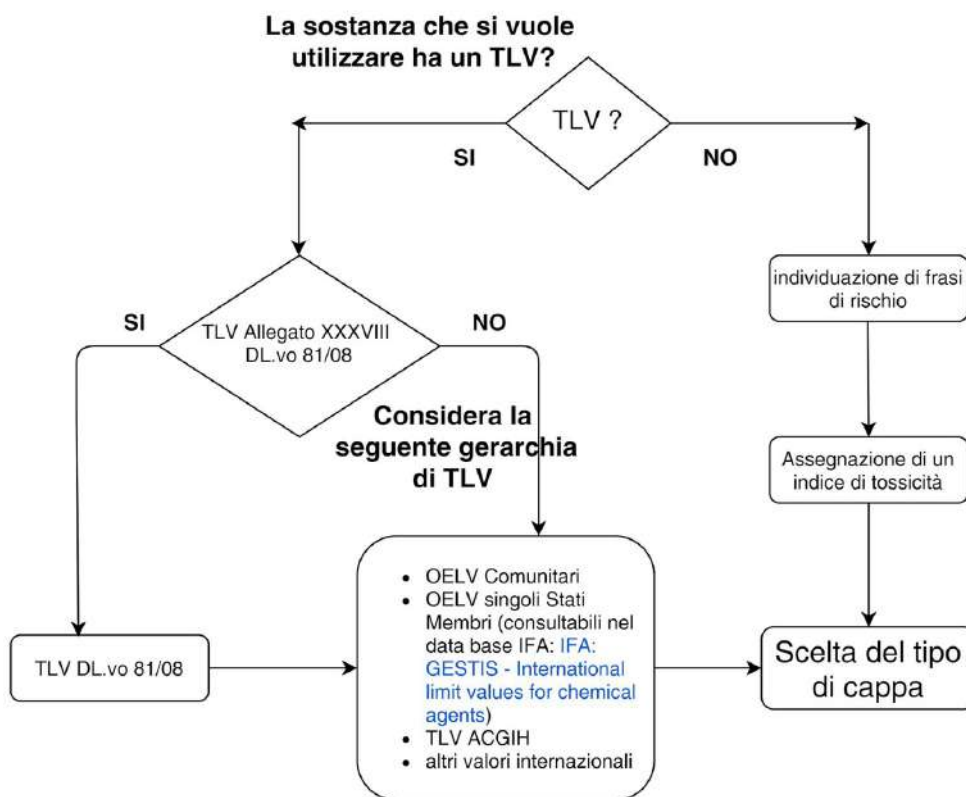 La sostanza che si vuole
utilizzare ha un TLV?
TLV ?
SI
NO
individuazione di frasi
di rischio
SI
TLV Allegato XXXVIII
DL.vo 81/08
NO
Considera la
seguente gerarchia
di TLV
Assegnazione di un
indice di tossicità
• OELV Comunitari
• OELV singoli Stati
Membri (consultabili nel
data base IFA: IFA:
GESTIS - International
limit values for chemical
agents)
• TLV ACGIH
• altri valori internazionali
TLV DL.vo 81/08
Scelta del tipo
di cappa